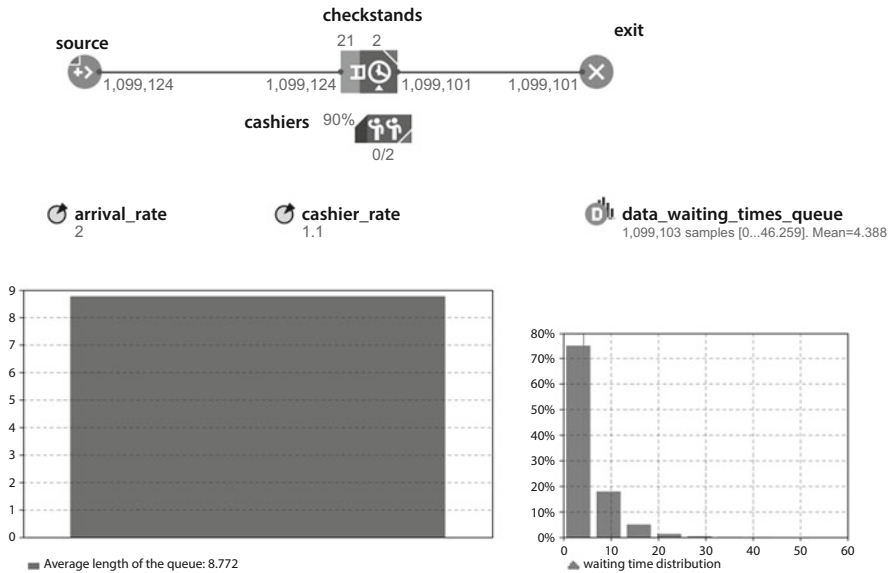 checkstands
source
exit
21 2
1,099,124 1,099,124 1,099,101 1,099,101
cashiers 90%
0/2
arrival_rate
2
cashier_rate
1.1
D data_waiting_times_queue
1,099,103 samples [0...46.259]. Mean=4.388
9
8
7
6
5
4
3
2
1
0
Average length of the queue: 8.772
80%
70%
60%
50%
40%
30%
20%
10%
0%
0 10 20 30 40 50 60
waiting time distribution